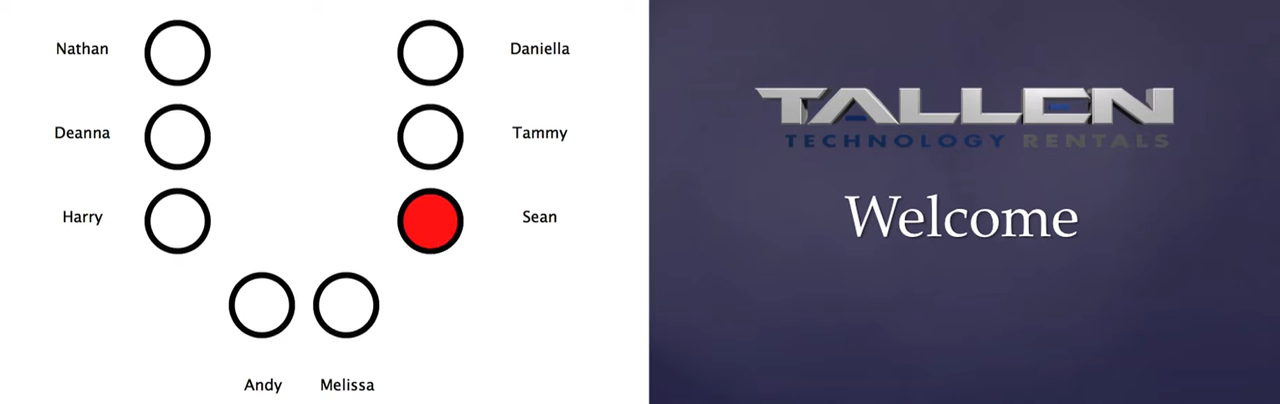 Nathan
Daniella
Deanna
Tammy
Harry
Sean
Andy
Melissa
TALLEN
TECHNOLOGY RENTALS
Welcome